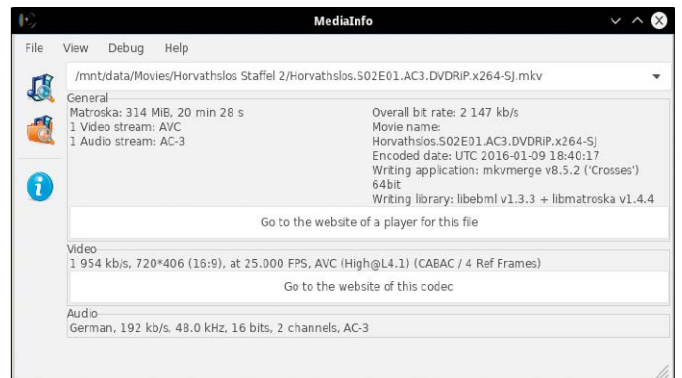 MediaInfo
File View Debug Help
/mnt/data/Movies/Horvathslos Staffel 2/Horvathslos.S02E01.AC3.DVDRiP.x264-SJ.mkv
General
Matroska: 314 MiB, 20 min 28 s
1 Video stream: AVC
1 Audio stream: AC-3
Overall bit rate: 2 147 kb/s
Movie name:
Horvathslos.S02E01.AC3.DVDRiP.x264-SJ
Encoded date: UTC 2016-01-09 18:40:17
Writing application: mkvmerge v8.5.2 ('Crosses')
64bit
Writing library: libebml v1.3.3 + libmatroska v1.4.4
Go to the website of a player for this file
Video
1 954 kb/s, 720*406 (16:9), at 25.000 FPS, AVC (High@L4.1) (CABAC / 4 Ref Frames)
Go to the website of this codec
Audio
German, 192 kb/s, 48.0 kHz, 16 bits, 2 channels, AC-3